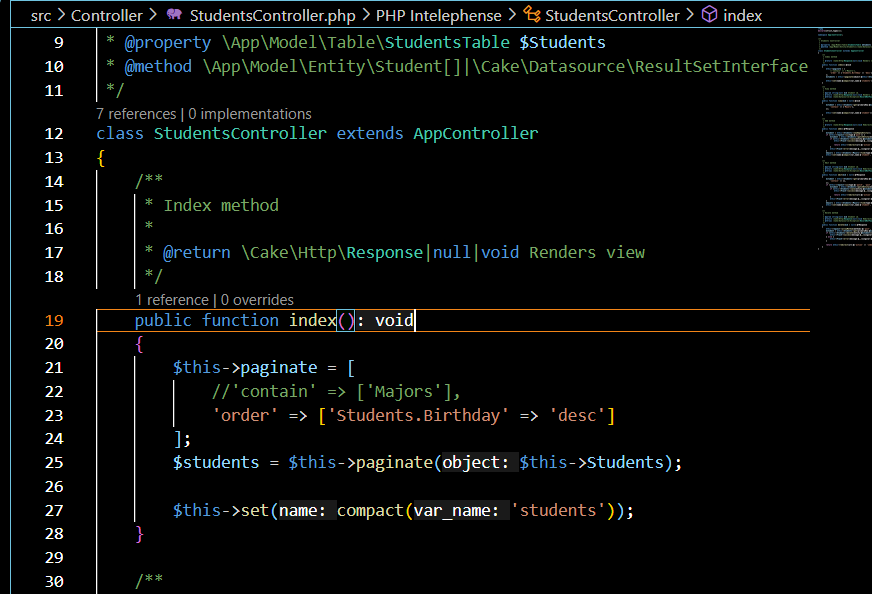 src > Controller > StudentsController.php > PHP Intelephense > StudentsController > index
9 * @property \App\Model\Table\StudentsTable $Students
10 * @method \App\Model\Entity\Student[]|\Cake\Datasource\ResultSetInterface
11 */
7 references | 0 implementations
12 class StudentsController extends AppController
13 {
14 /**
15 * Index method
16 *
17 * @return \Cake\Http\Response|null|void Renders view
18 */
1 reference | 0 overrides
19 public function index(): void
20 {
21 $this->paginate = [
22 //'contain' => ['Majors'],
23 'order' => ['Students.Birthday' => 'desc']
24 ];
25 $students = $this->paginate(object: $this->Students);
26
27 $this->set(name: compact(var_name: 'students'));
28 }
29
30 /**